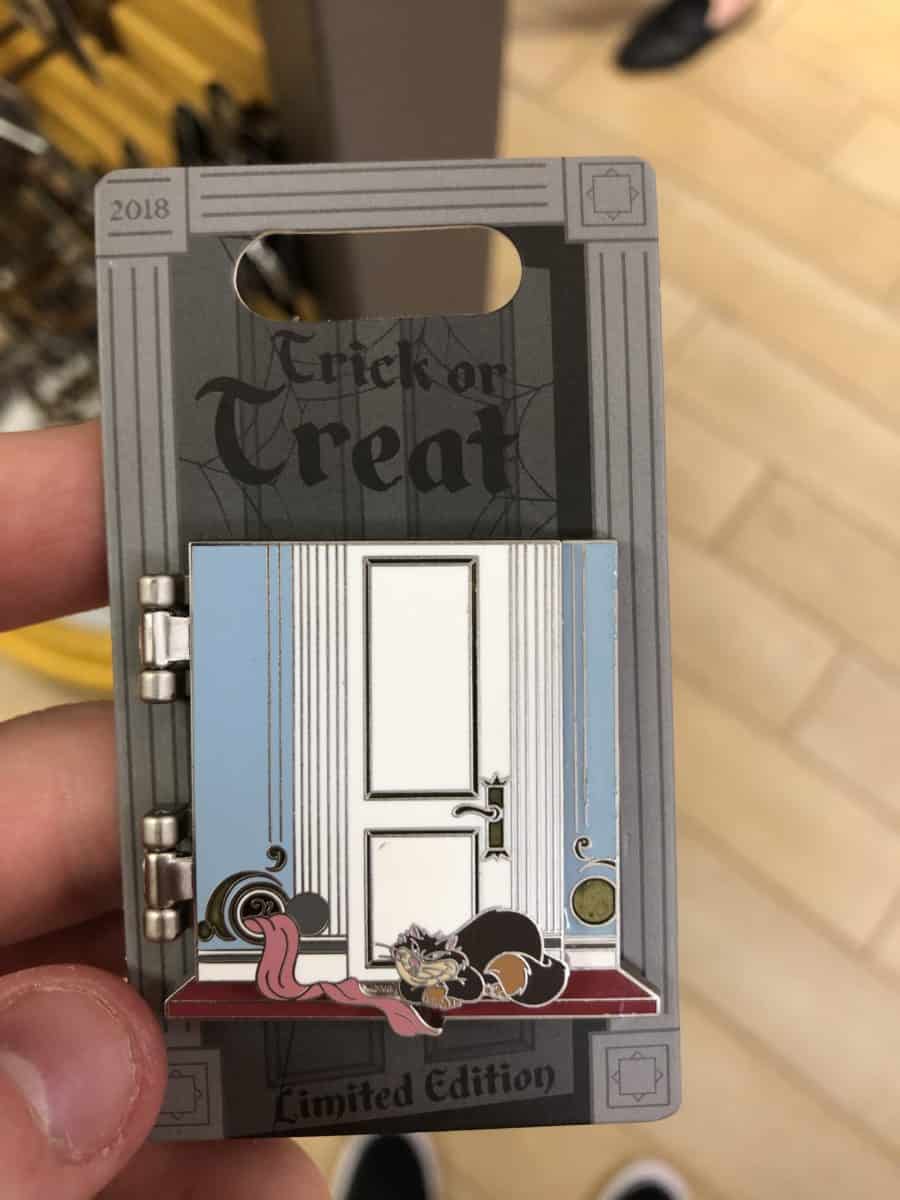 2018
Trick or
Treat
Limited Edition